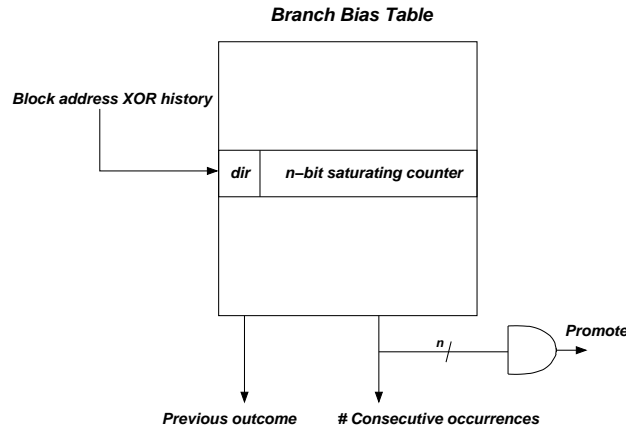 Branch Bias Table
Block address XOR history
dir
n–bit saturating counter
n
Promote
Previous outcome
# Consecutive occurrences